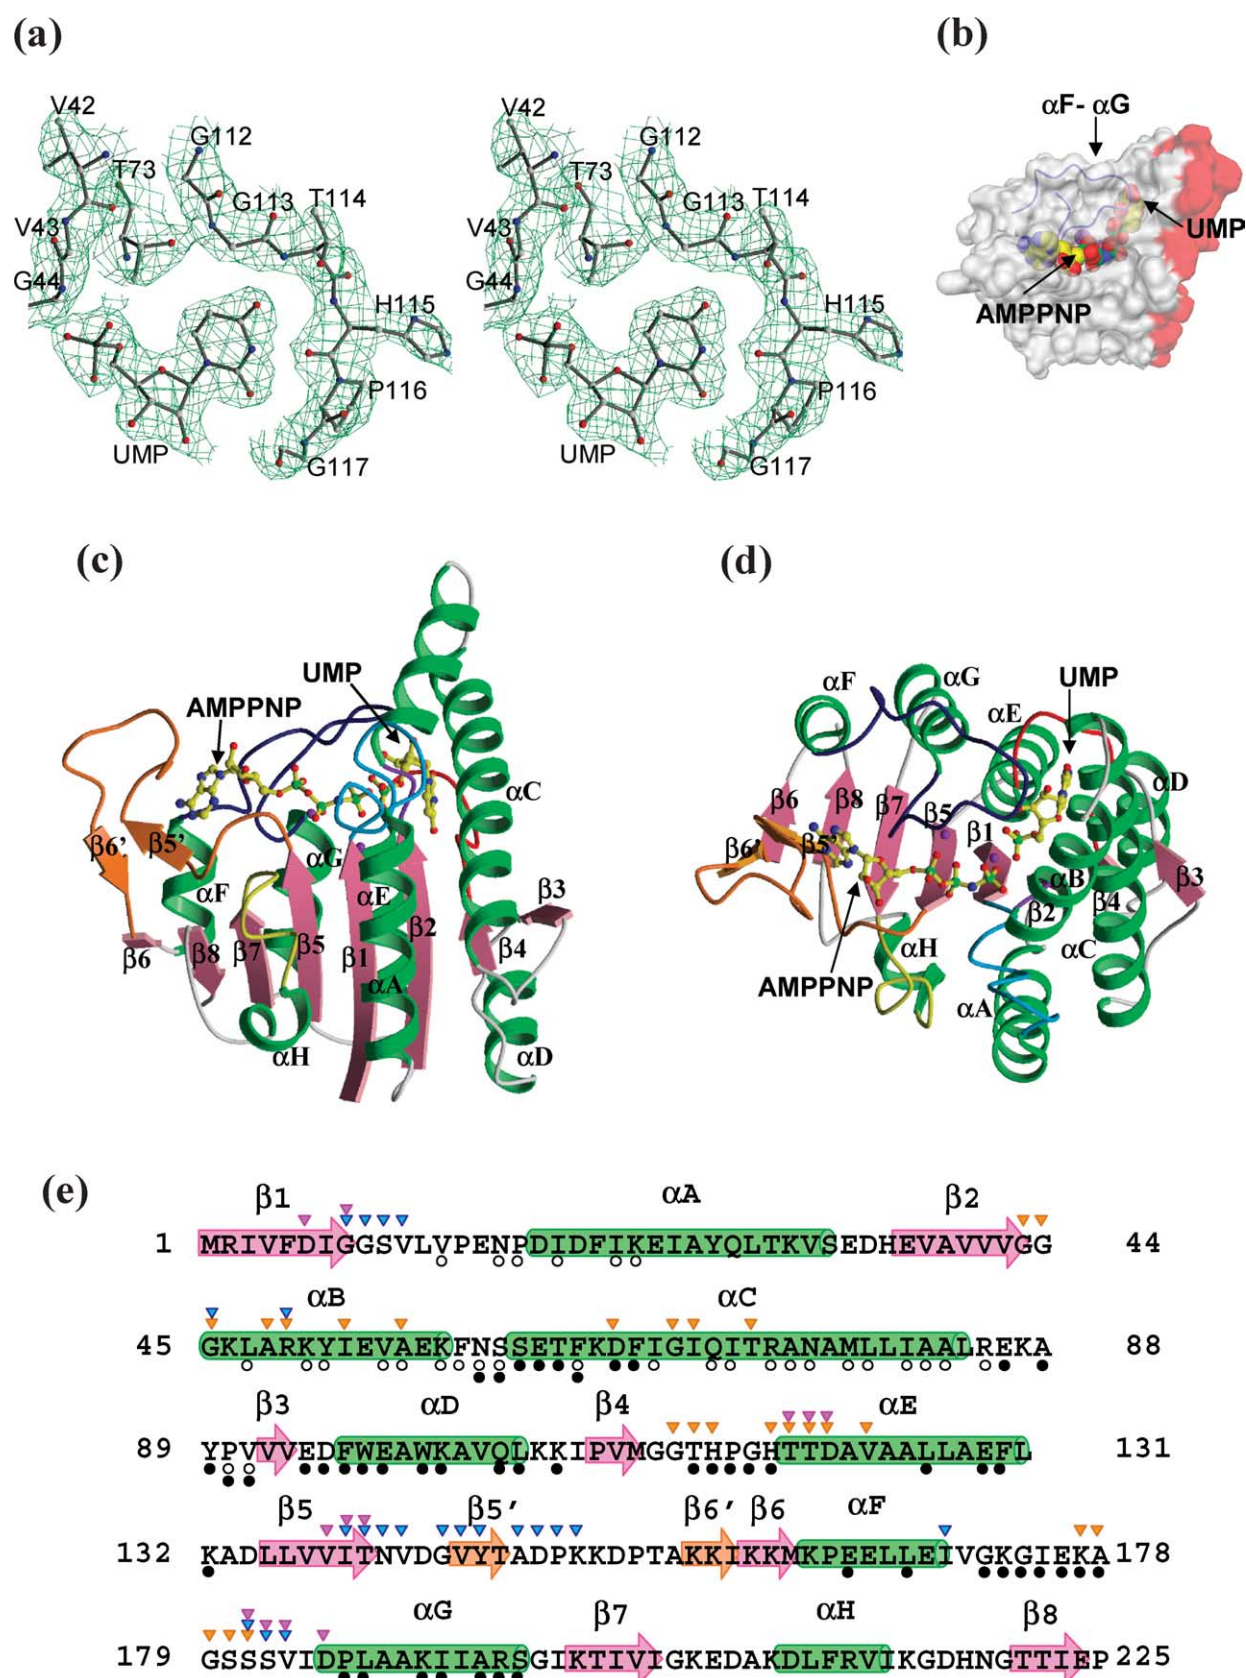 (a)
V42
T73
G112
G113
T114
V43
G44
H115
P116
UMP
G117
V42
T73
G112
G113
T114
V43
G44
H115
P116
UMP
G117
(b)
αF- αG
UMP
AMPPNP
(c)
UMP
AMPPNP
αC
β6’
β5’
αG
αF
αE
β3
β2
β6
β8
β7
β5
β1
β4
αA
αH
αD
(d)
αF
αG
UMP
αE
αD
β6
β8
β7
β5
β1
β6’
β5’
αB
β3
β2
β4
αH
αC
AMPPNP
αA
(e)
β1 αA β2
1 MRIVFDIGGSVLVPENPDIDFIKEIAYQLTKVSEDHEVAVVVGG 44
αB αC
45 GKLARKYIEVAEKFNSSETFKDFIGIQITRANAMLLIAALREKA 88
β3 αD β4 αE
89 YPVVVEDFWEAWKAVQLKKIPVMGGTHPGHTTDAVAALLAEFL 131
β5 β5’ β6’ β6 αF
132 KADLLVVITNVDGVYTADPKKDPTAKKIKKMKPEELLEIVGKGIEKA 178
αG β7 αH β8
179 GSSSVIDPLAAKIIARSGIKTIVIGKEDAKDLFRVIKGDHNGTTIEP 225